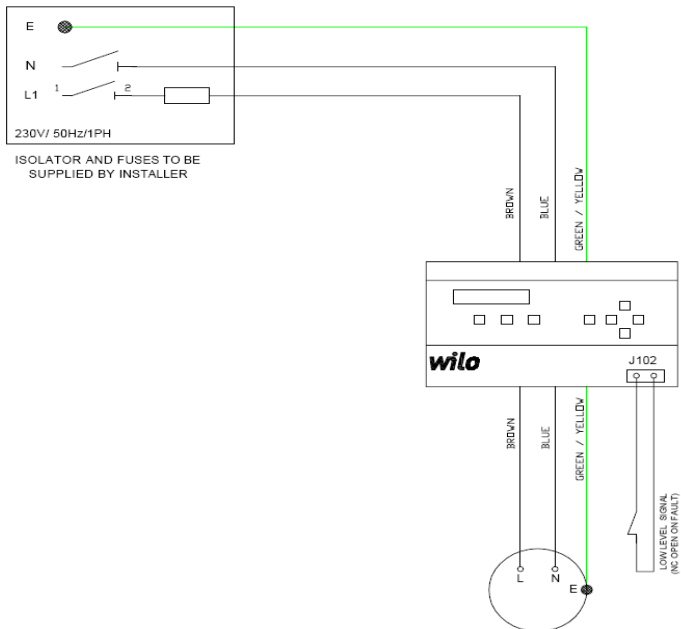 E
N
L1 1 2
230V/ 50Hz/1PH
ISOLATOR AND FUSES TO BE
SUPPLIED BY INSTALLER
BROWN
BLUE
GREEN / YELLOW
wilo
J102
BROWN
BLUE
GREEN / YELLOW
LOW LEVEL SIGNAL
(NC OPEN ON FAULT)
L N
E